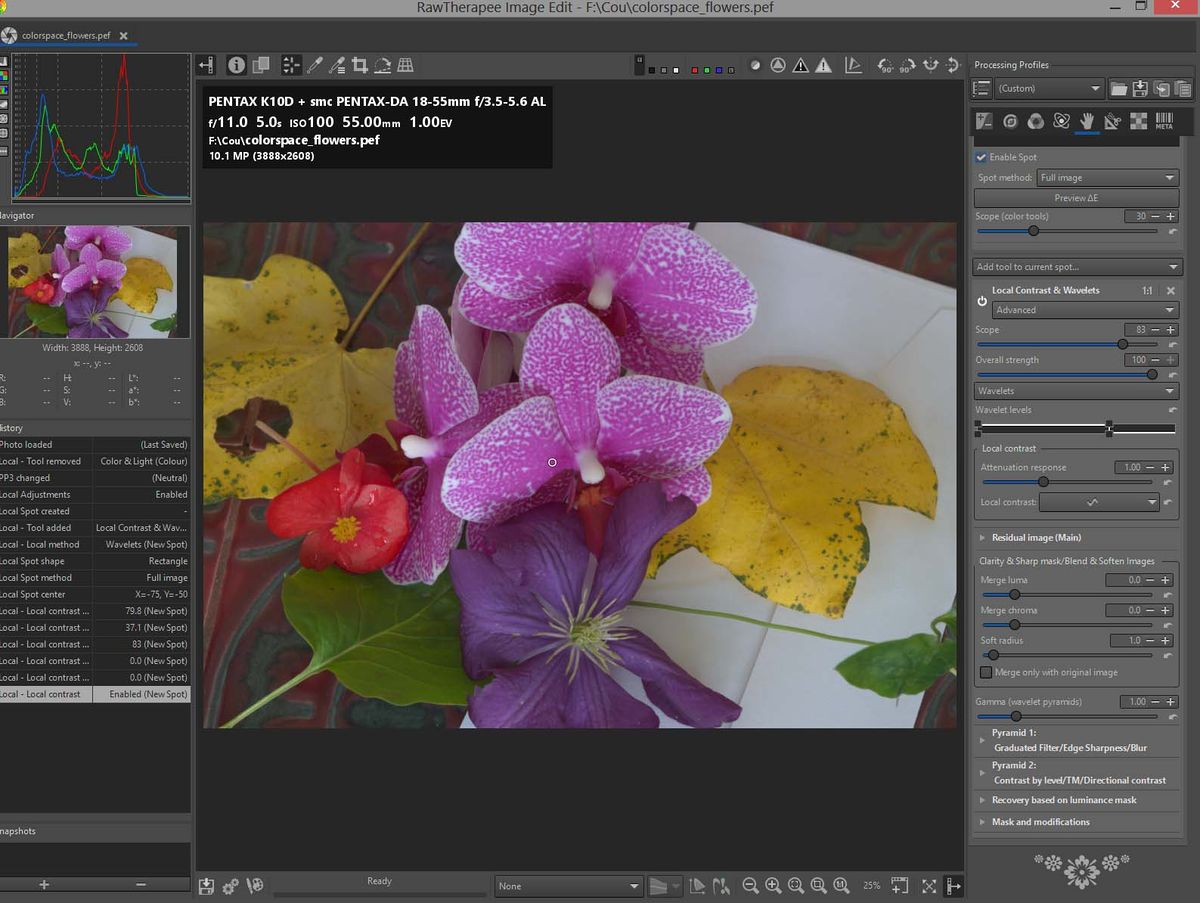 RawTherapee Image Edit - F:\Cou\colorspace_flowers.pef
colorspace_flowers.pef
PENTAX K10D + smc PENTAX-DA 18-55mm f/3.5-5.6 AL
f/11.0 5.0s ISO100 55.00mm 1.00EV
F:\Cou\colorspace_flowers.pef
10.1 MP (3888x2608)
avigator
Width: 3888, Height: 2608
x: --, y: --
R: -- H: -- L*: --
G: -- S: -- a*: --
B: -- V: -- b*: --
istory
Photo loaded (Last Saved)
Local - Tool removed Color & Light (Colour)
PP3 changed (Neutral)
Local Adjustments Enabled
Local Spot created -
Local - Tool added Local Contrast & Wav...
Local - Local method Wavelets (New Spot)
Local Spot shape Rectangle
Local Spot method Full image
Local Spot center X=-75, Y=-50
Local - Local contrast ... 79.8 (New Spot)
Local - Local contrast ... 37.1 (New Spot)
Local - Local contrast ... 83 (New Spot)
Local - Local contrast ... 0.0 (New Spot)
Local - Local contrast ... 0.0 (New Spot)
Local - Local contrast Enabled (New Spot)
napshots
+ −
Ready
None
25%
Processing Profiles
(Custom)
META
Enable Spot
Spot method: Full image
Preview ΔE
Scope (color tools) 30 − +
Add tool to current spot...
Local Contrast & Wavelets 1:1
Advanced
Scope 83 − +
Overall strength 100 − +
Wavelets
Wavelet levels
Local contrast
Attenuation response 1.00 − +
Local contrast:
Residual image (Main)
Clarity & Sharp mask/Blend & Soften Images
Merge luma 0.0 − +
Merge chroma 0.0 − +
Soft radius 1.0 − +
Merge only with original image
Gamma (wavelet pyramids) 1.00 − +
Pyramid 1:
Graduated Filter/Edge Sharpness/Blur
Pyramid 2:
Contrast by level/TM/Directional contrast
Recovery based on luminance mask
Mask and modifications